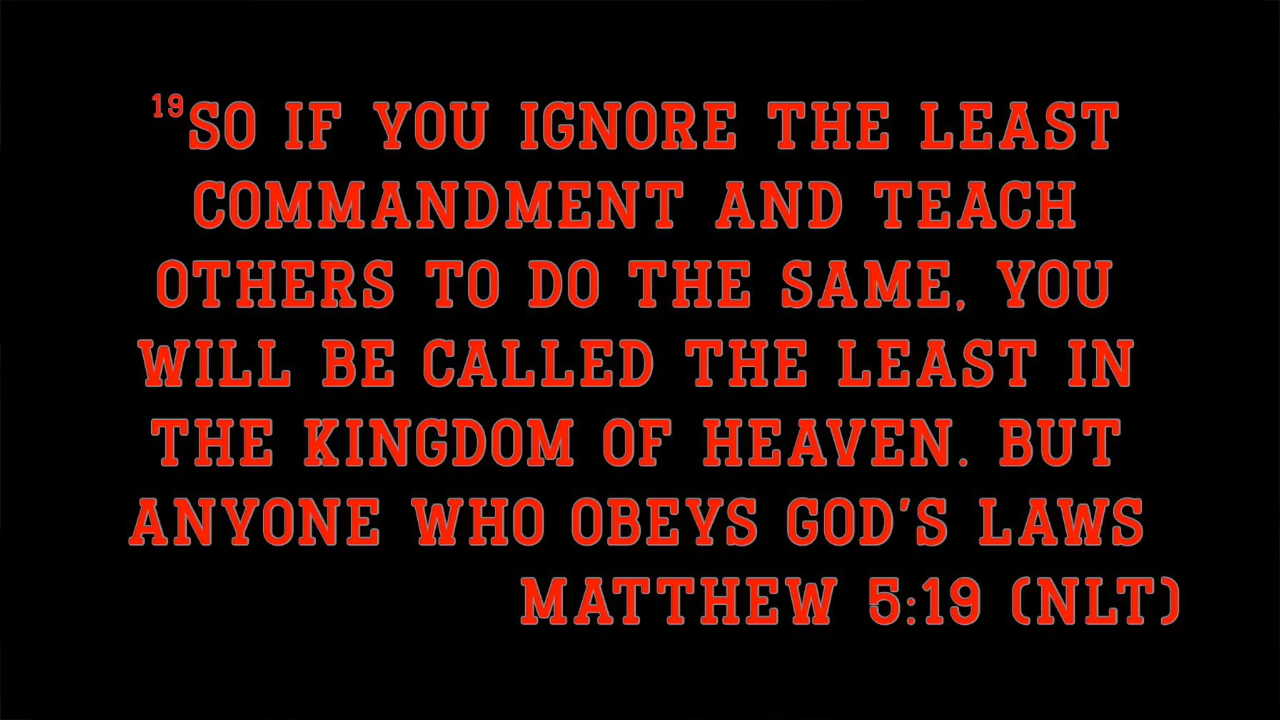 19SO IF YOU IGNORE THE LEAST
COMMANDMENT AND TEACH
OTHERS TO DO THE SAME, YOU
WILL BE CALLED THE LEAST IN
THE KINGDOM OF HEAVEN. BUT
ANYONE WHO OBEYS GOD'S LAWS
MATTHEW 5:19 (NLT)